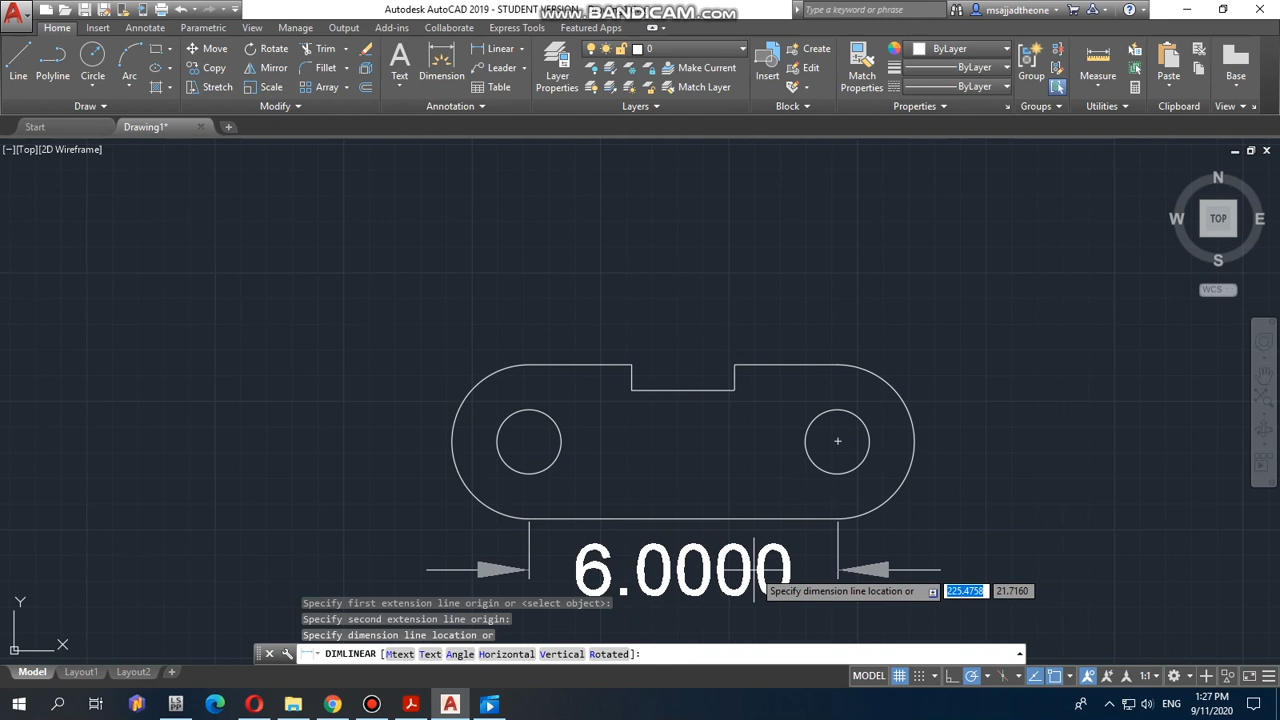 Autodesk AutoCAD 2019 - STUDENT VERSION
www.BANDICAM.com
Type a keyword or phrase
msajjadtheone
Home Insert Annotate Parametric View Manage Output Add-ins Collaborate Express Tools Featured Apps
Line Polyline Circle Arc
Move Rotate Trim
Copy Mirror Fillet
Stretch Scale Array
Text Dimension
Linear
Leader
Table
Layer Properties
0
Make Current
Match Layer
Insert
Create
Edit
Match Properties
ByLayer
ByLayer
ByLayer
Group
Measure
Paste
Base
Draw Modify Annotation Layers Block Properties Groups Utilities Clipboard View
Start Drawing1*
[−][Top][2D Wireframe]
N
W TOP E
S
WCS
6.0000
Specify dimension line location or 225.4758 21.7160
Specify first extension line origin or <select object>:
Specify second extension line origin:
Specify dimension line location or
DIMLINEAR [Mtext Text Angle Horizontal Vertical Rotated]:
Y
X
Model Layout1 Layout2
MODEL 1:1
ENG
1:27 PM
9/11/2020